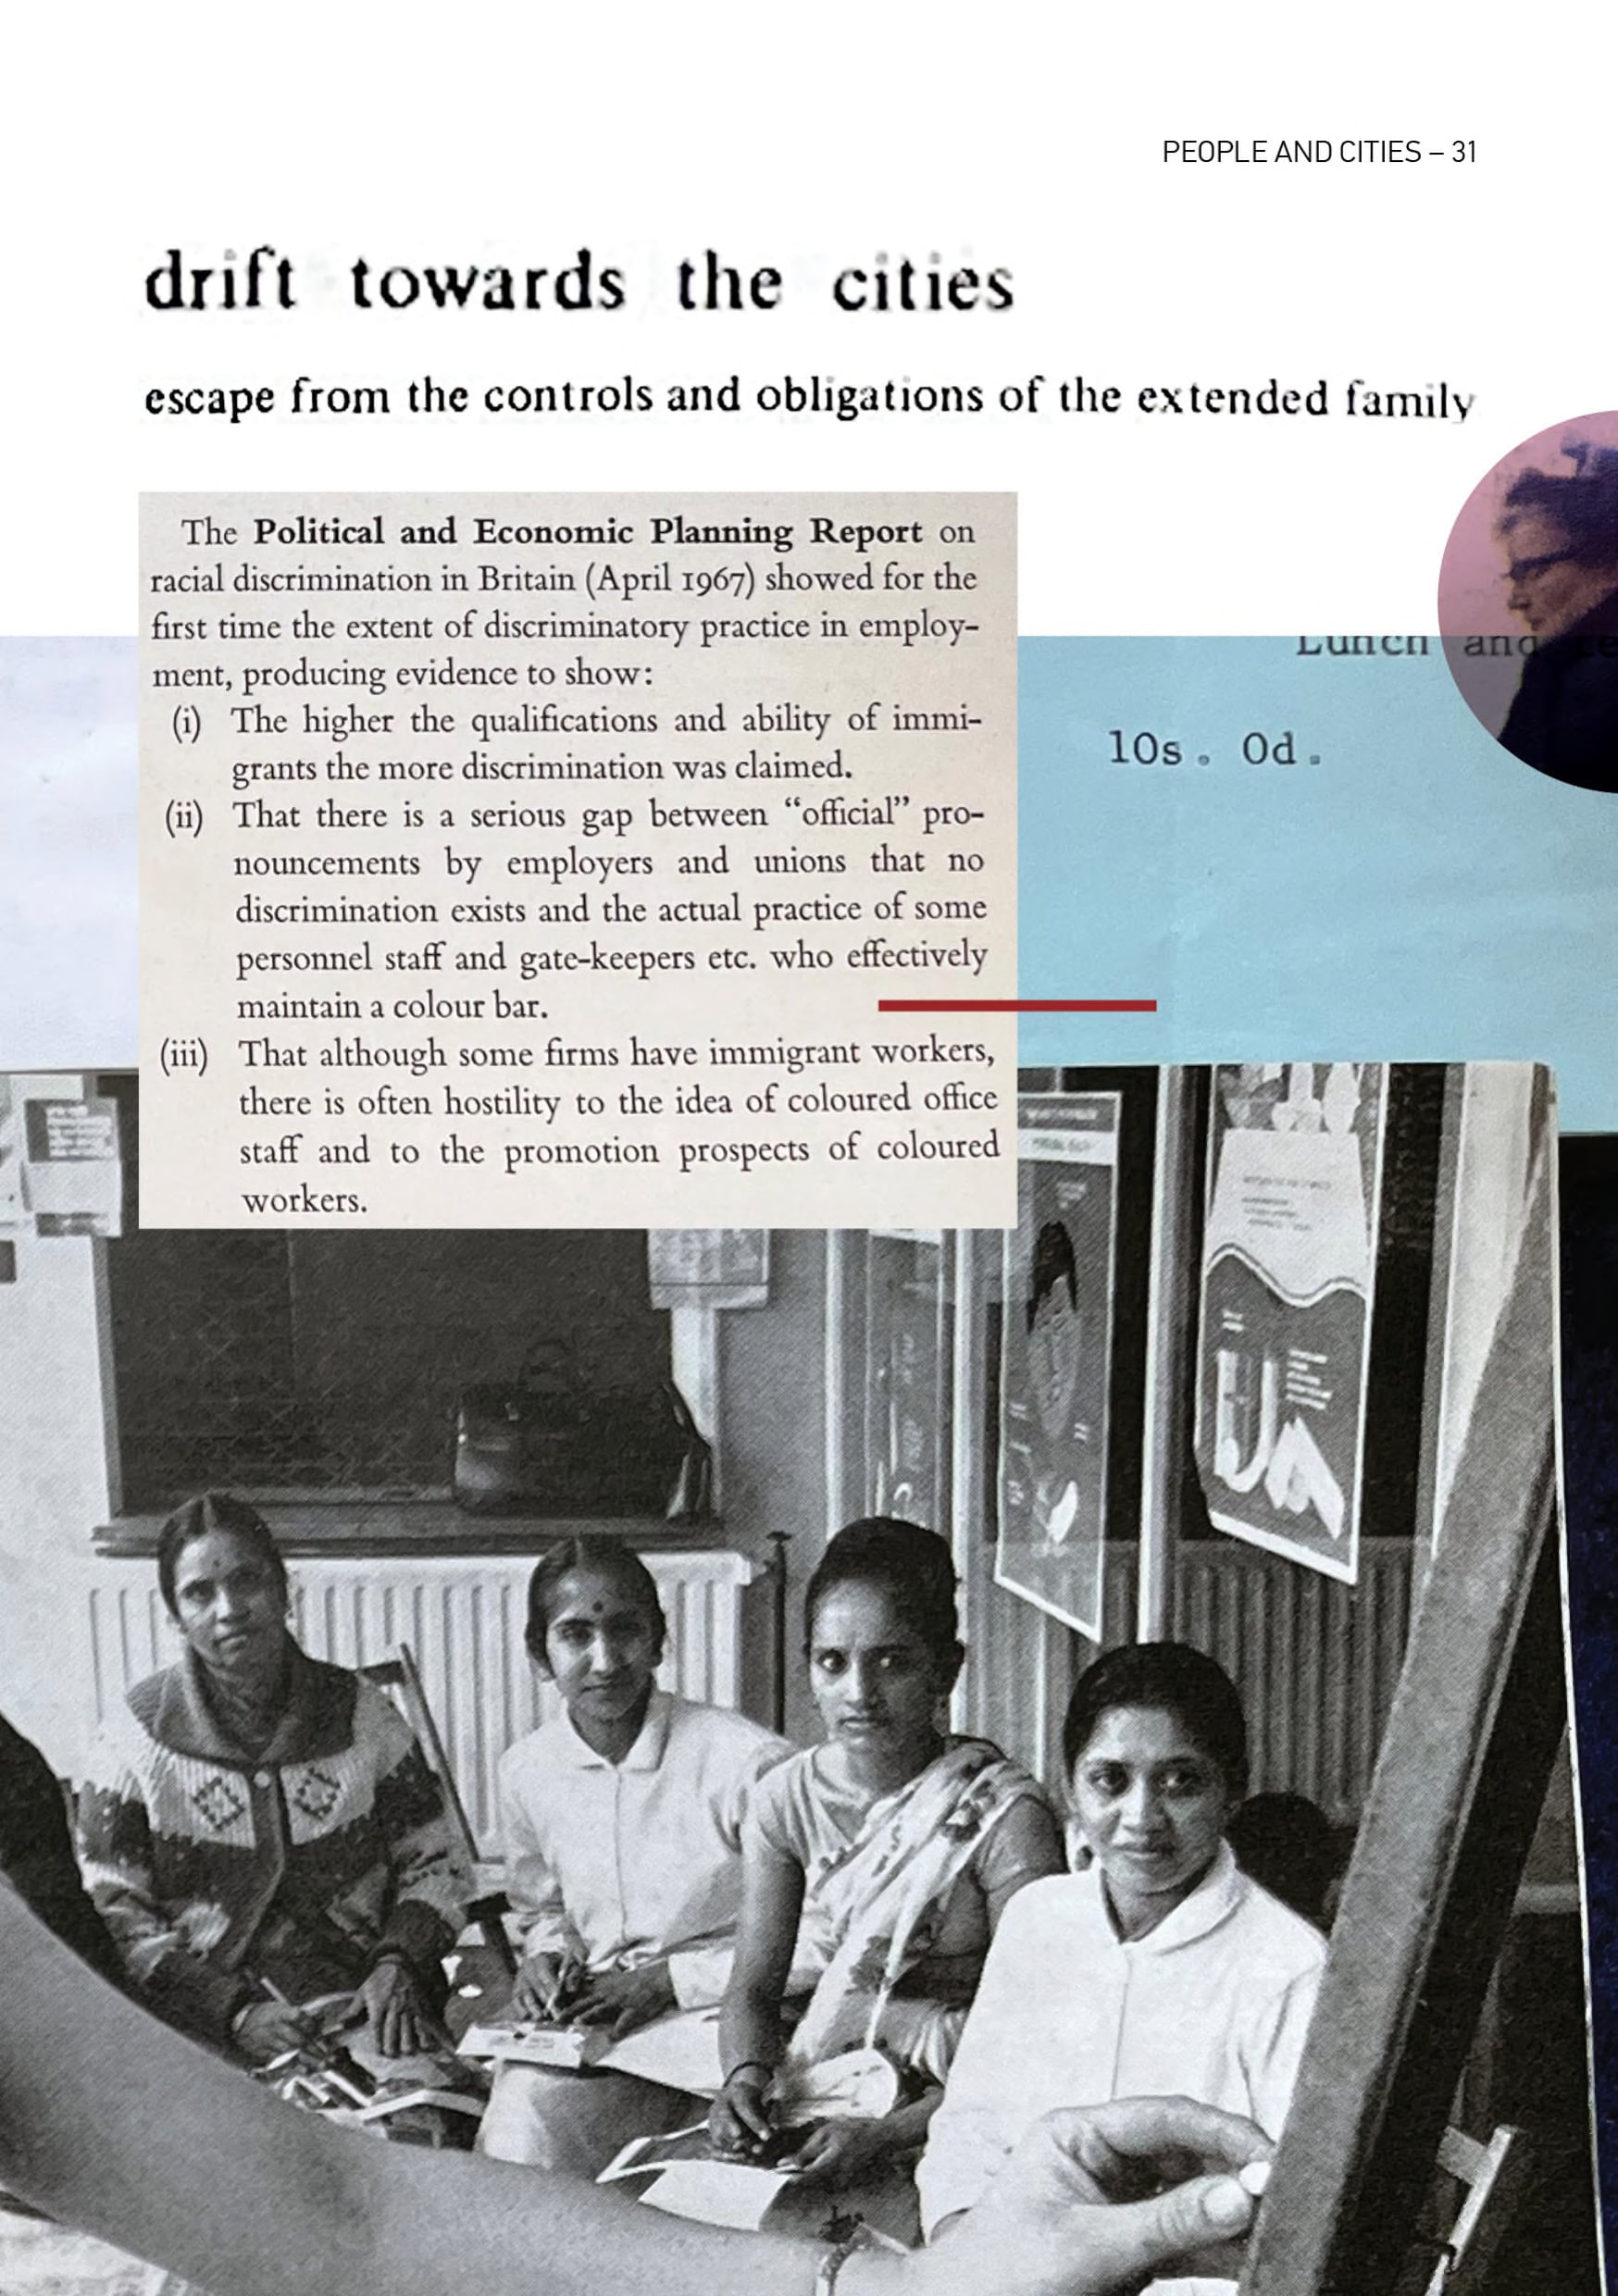 PEOPLE AND CITIES – 31
drift towards the cities
escape from the controls and obligations of the extended family
The Political and Economic Planning Report on
racial discrimination in Britain (April 1967) showed for the
first time the extent of discriminatory practice in employ-
ment, producing evidence to show:
(i) The higher the qualifications and ability of immi-
grants the more discrimination was claimed.
(ii) That there is a serious gap between “official” pro-
nouncements by employers and unions that no
discrimination exists and the actual practice of some
personnel staff and gate-keepers etc. who effectively
maintain a colour bar.
(iii) That although some firms have immigrant workers,
there is often hostility to the idea of coloured office
staff and to the promotion prospects of coloured
workers.
Lunch and
10s. 0d.